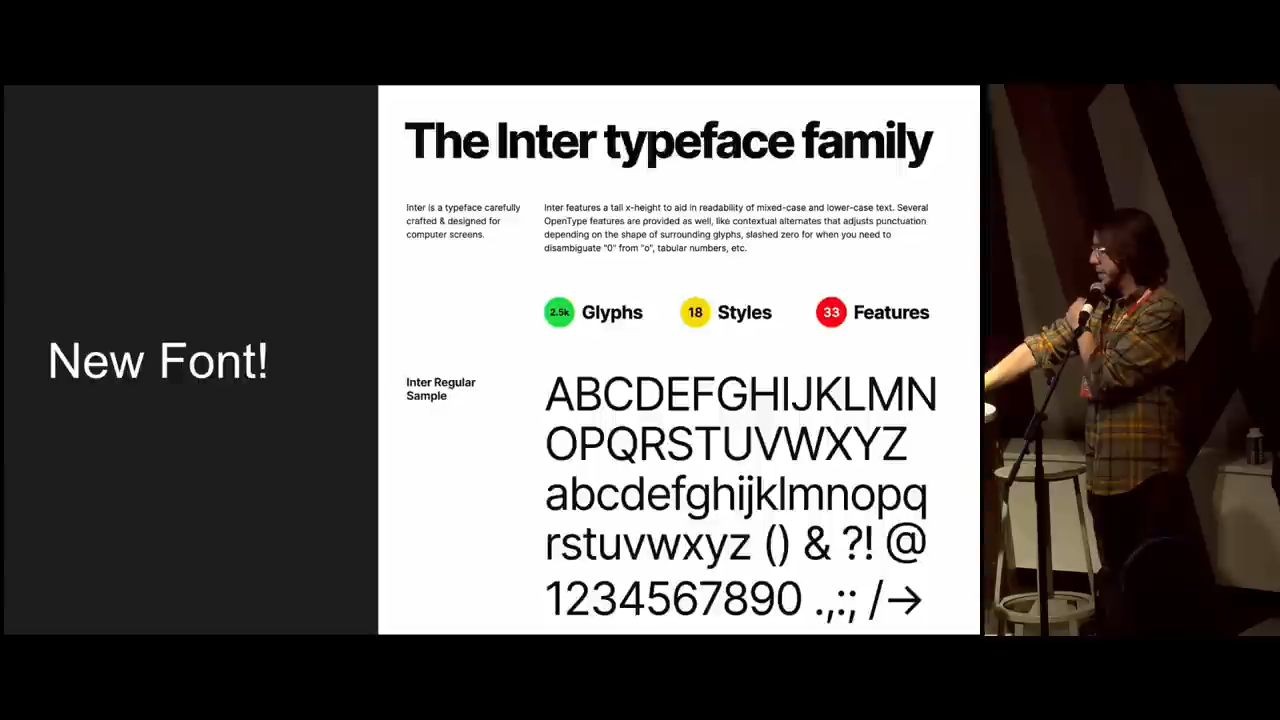 New Font!
The Inter typeface family
Inter is a typeface carefully
crafted & designed for
computer screens.
Inter features a tall x-height to aid in readability of mixed-case and lower-case text. Several
OpenType features are provided as well, like contextual alternates that adjusts punctuation
depending on the shape of surrounding glyphs, slashed zero for when you need to
disambiguate "0" from "o", tabular numbers, etc.
2.5k Glyphs
18 Styles
33 Features
Inter Regular
Sample
ABCDEFGHIJKLMN
OPQRSTUVWXYZ
abcdefghijklmnopq
rstuvwxyz () & ?! @
1234567890 .,:; /→